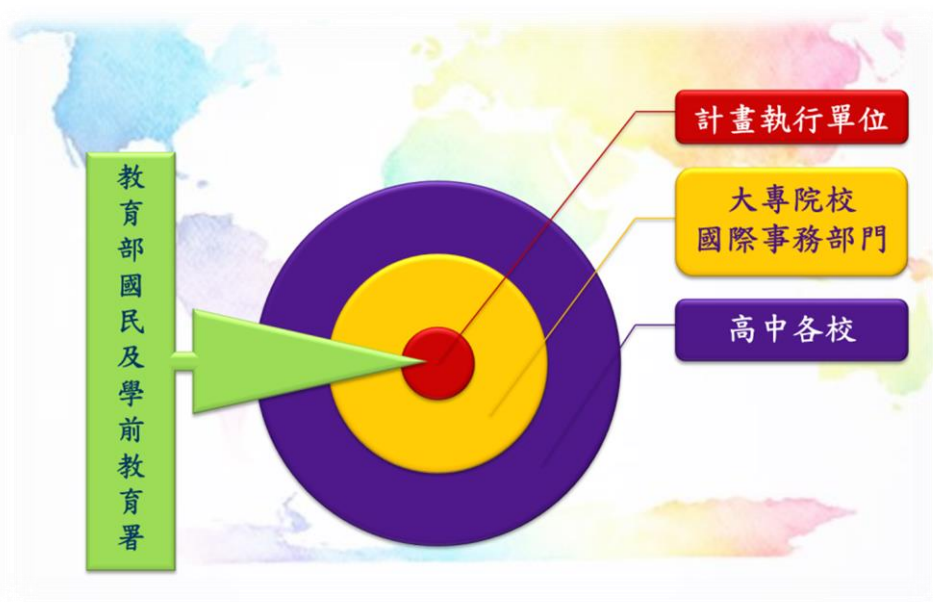 教育部國民及學前教育署
計畫執行單位
大專院校
國際事務部門
高中各校